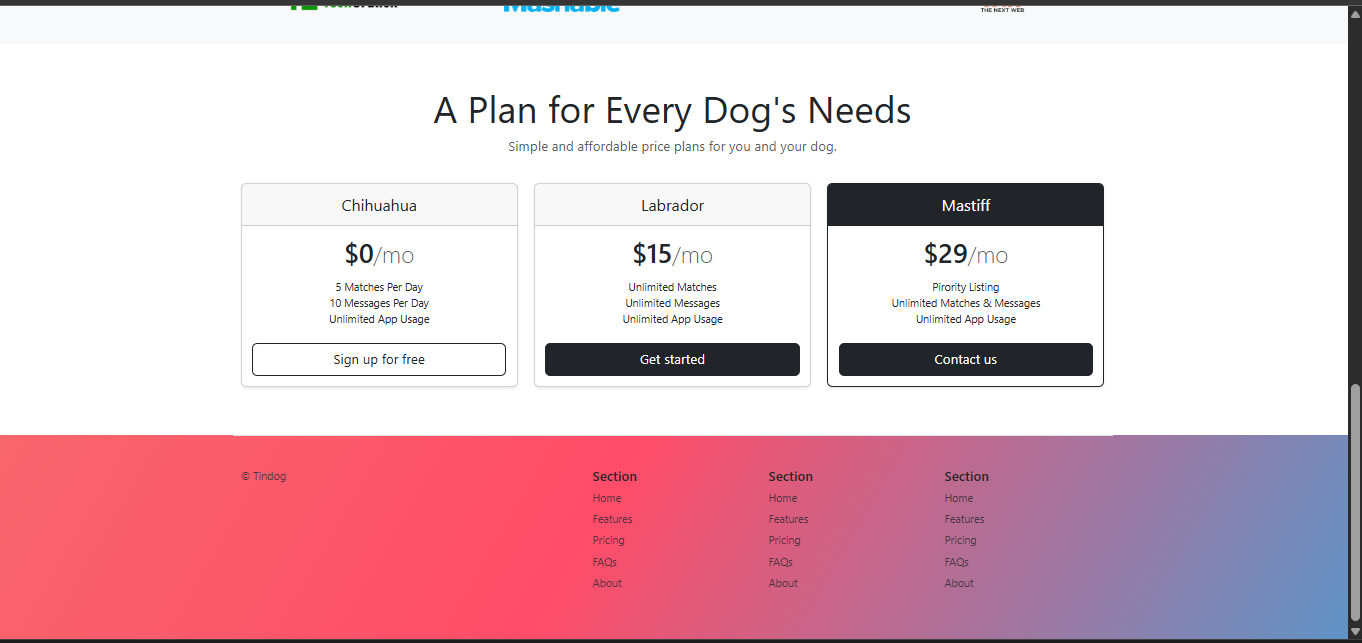 Mashable
THE NEXT WEB
A Plan for Every Dog's Needs
Simple and affordable price plans for you and your dog.
Chihuahua
$0/mo
5 Matches Per Day
10 Messages Per Day
Unlimited App Usage
Sign up for free
Labrador
$15/mo
Unlimited Matches
Unlimited Messages
Unlimited App Usage
Get started
Mastiff
$29/mo
Pirority Listing
Unlimited Matches & Messages
Unlimited App Usage
Contact us
© Tindog
Section
Home
Features
Pricing
FAQs
About
Section
Home
Features
Pricing
FAQs
About
Section
Home
Features
Pricing
FAQs
About